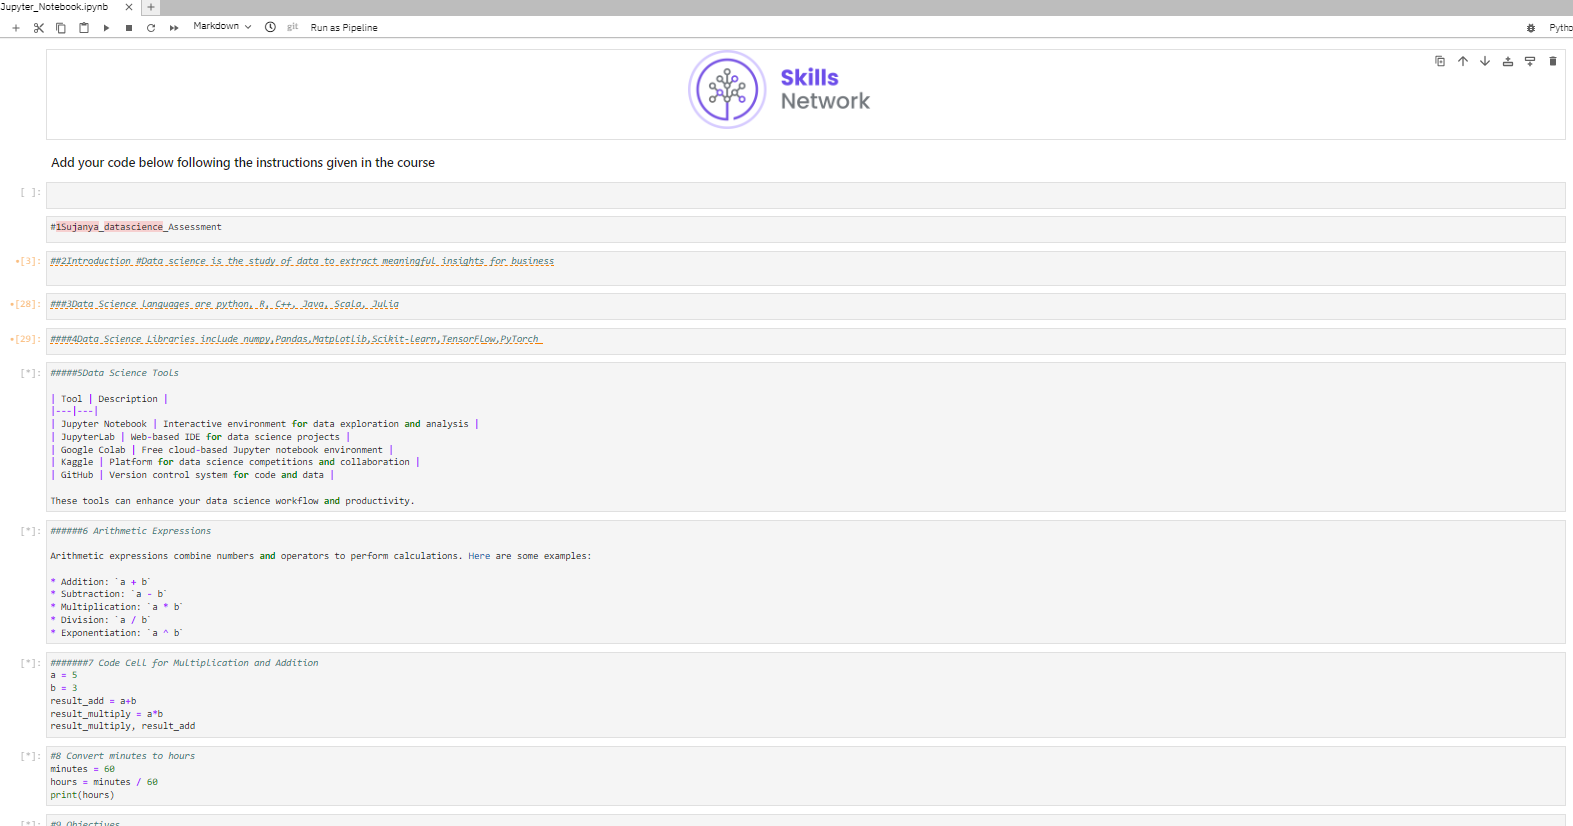 Jupyter_Notebook.ipynb
Markdown
git
Run as Pipeline
Pytho
Skills
Network
Add your code below following the instructions given in the course
[ ]:
#1Sujanya_datascience_Assessment
•[3]: ##2Introduction #Data science is the study of data to extract meaningful insights for business
•[28]: ###3Data Science languages are python, R, C++, Java, Scala, Julia
•[29]: ####4Data Science Libraries include numpy,Pandas,Matplotlib,Scikit-learn,TensorFlow,PyTorch
[*]: #####5Data Science Tools
| Tool | Description |
|---|---|
| Jupyter Notebook | Interactive environment for data exploration and analysis |
| JupyterLab | Web-based IDE for data science projects |
| Google Colab | Free cloud-based Jupyter notebook environment |
| Kaggle | Platform for data science competitions and collaboration |
| GitHub | Version control system for code and data |
These tools can enhance your data science workflow and productivity.
[*]: ######6 Arithmetic Expressions
Arithmetic expressions combine numbers and operators to perform calculations. Here are some examples:
* Addition: `a + b`
* Subtraction: `a - b`
* Multiplication: `a * b`
* Division: `a / b`
* Exponentiation: `a ^ b`
[*]: #######7 Code Cell for Multiplication and Addition
a = 5
b = 3
result_add = a+b
result_multiply = a*b
result_multiply, result_add
[*]: #8 Convert minutes to hours
minutes = 60
hours = minutes / 60
print(hours)
[*]: #9 Objectives